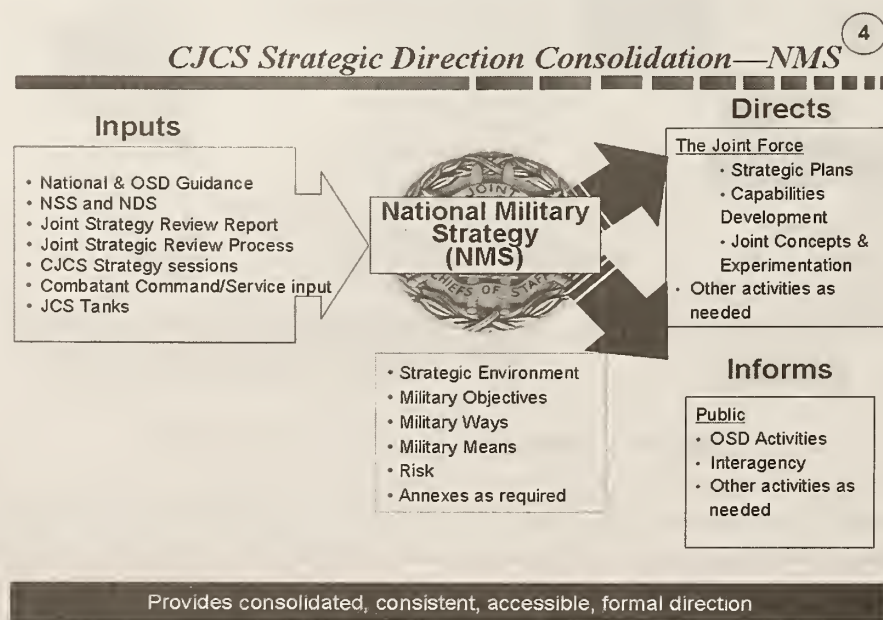 4
CJCS Strategic Direction Consolidation—NMS
Inputs
• National & OSD Guidance
• NSS and NDS
• Joint Strategy Review Report
• Joint Strategic Review Process
• CJCS Strategy sessions
• Combatant Command/Service input
• JCS Tanks
JOINT
National Military
Strategy
(NMS)
CHIEFS OF STAFF
• Strategic Environment
• Military Objectives
• Military Ways
• Military Means
• Risk
• Annexes as required
Directs
The Joint Force
• Strategic Plans
• Capabilities
Development
• Joint Concepts &
Experimentation
• Other activities as
needed
Informs
Public
• OSD Activities
• Interagency
• Other activities as
needed
Provides consolidated, consistent, accessible, formal direction